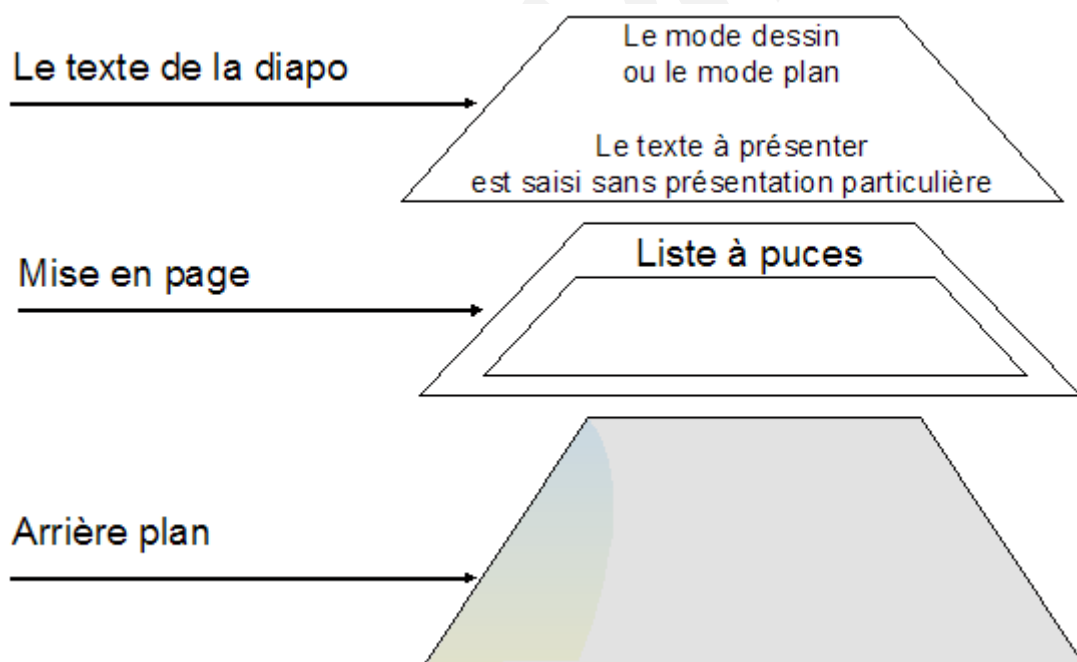 Le texte de la diapo
Le mode dessin
ou le mode plan
Le texte à présenter
est saisi sans présentation particulière
Mise en page
Liste à puces
Arrière plan